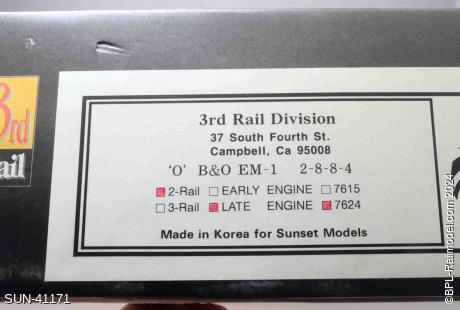 3rd
ail
3rd Rail Division
37 South Fourth St.
Campbell, Ca 95008
'O' B&O EM-1 2-8-8-4
2-Rail EARLY ENGINE 7615
3-Rail LATE ENGINE 7624
Made in Korea for Sunset Models
SUN-41171
©BPL-Railmodel.com 2024